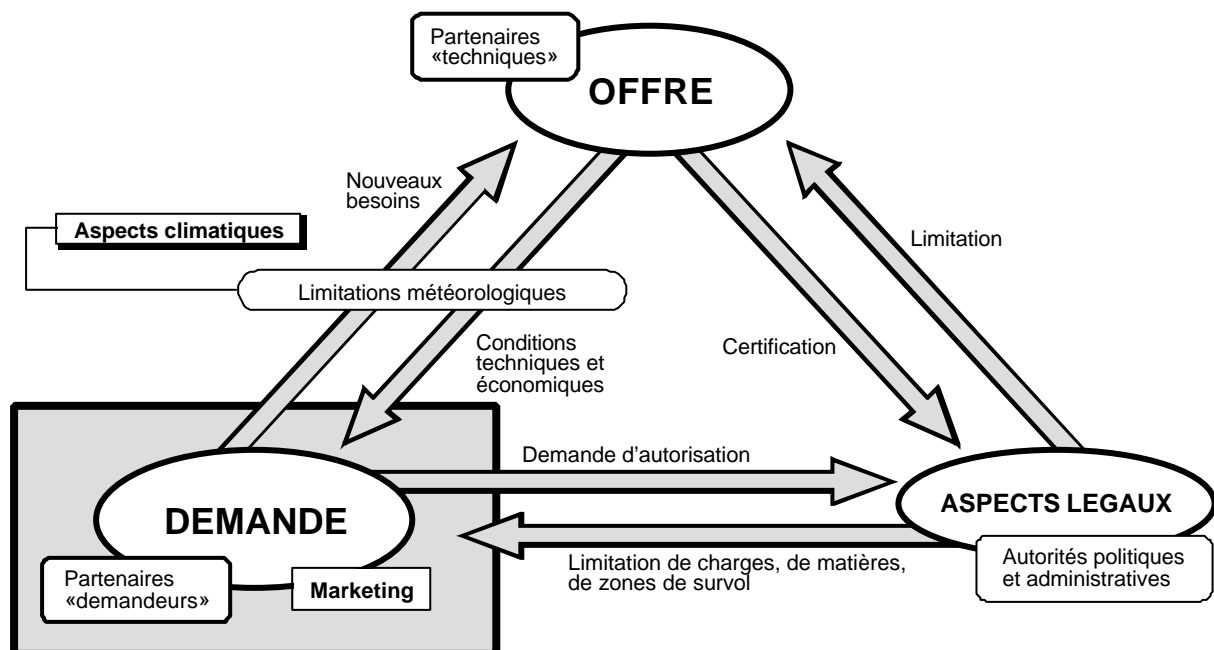 Partenaires
«techniques»
OFFRE
Nouveaux
besoins
Aspects climatiques
Limitation
Limitations météorologiques
Conditions
techniques et
économiques
Certification
Demande d'autorisation
DEMANDE
ASPECTS LEGAUX
Limitation de charges, de matières,
de zones de survol
Autorités politiques
et administratives
Partenaires
«demandeurs»
Marketing